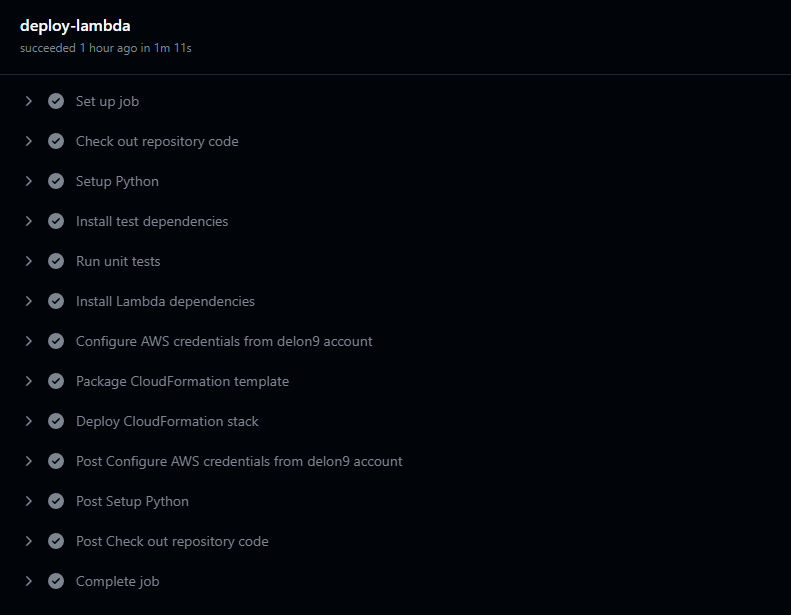 deploy-lambda
succeeded 1 hour ago in 1m 11s
Set up job
Check out repository code
Setup Python
Install test dependencies
Run unit tests
Install Lambda dependencies
Configure AWS credentials from delon9 account
Package CloudFormation template
Deploy CloudFormation stack
Post Configure AWS credentials from delon9 account
Post Setup Python
Post Check out repository code
Complete job